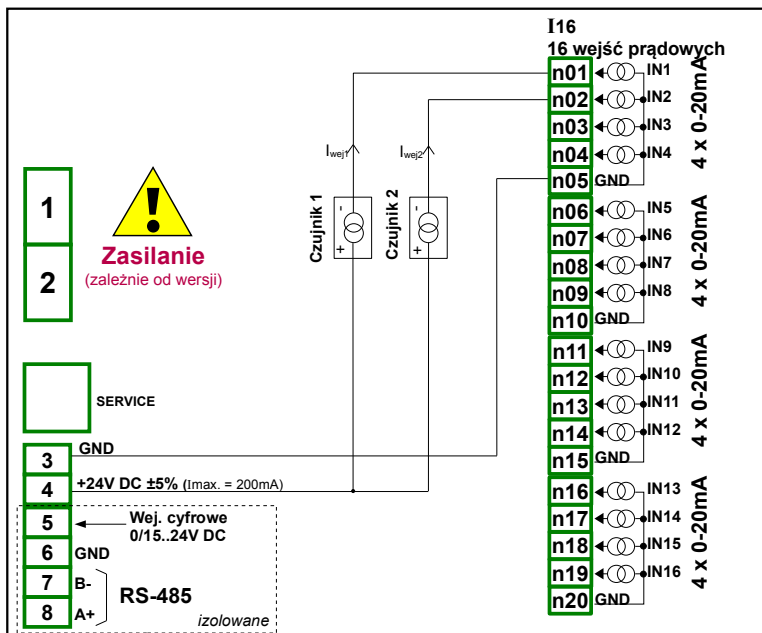 I16
16 wejść prądowych
n01 IN1
n02 IN2
n03 IN3
n04 IN4
n05 GND
4 x 0-20mA
n06 IN5
n07 IN6
n08 IN7
n09 IN8
n10 GND
4 x 0-20mA
n11 IN9
n12 IN10
n13 IN11
n14 IN12
n15 GND
4 x 0-20mA
n16 IN13
n17 IN14
n18 IN15
n19 IN16
n20 GND
4 x 0-20mA
Iwej1
Iwej2
Czujnik 1
- +
Czujnik 2
- +
1
2
!
Zasilanie
(zależnie od wersji)
SERVICE
3 GND
4 +24V DC ±5% (Imax. = 200mA)
5 Wej. cyfrowe
0/15..24V DC
6 GND
7 B-
8 A+
RS-485
izolowane